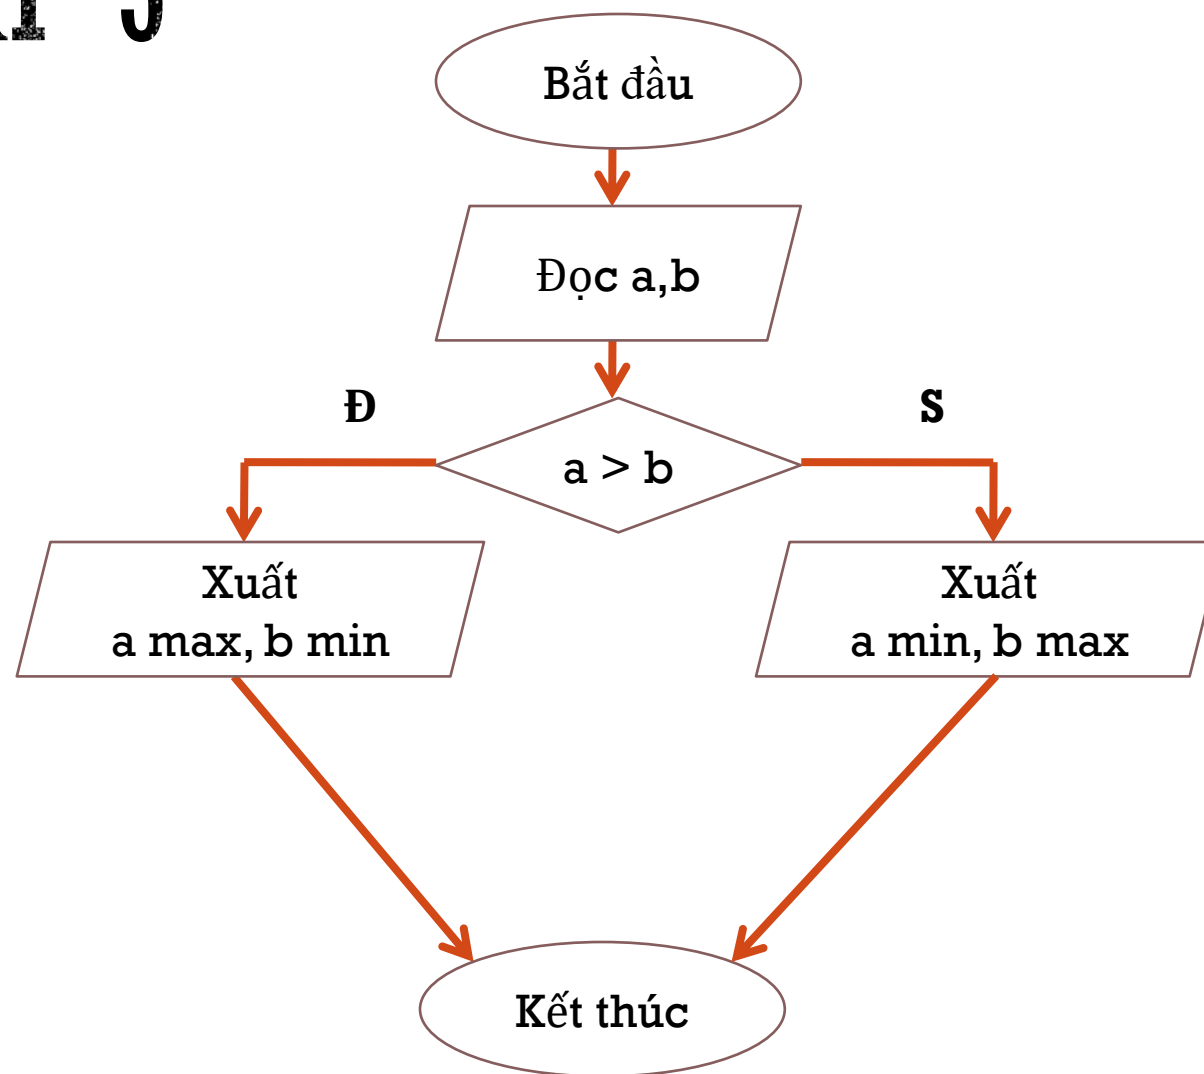 Bắt đầu
Đọc a,b
Đ
S
a > b
Xuất
a max, b min
Xuất
a min, b max
Kết thúc